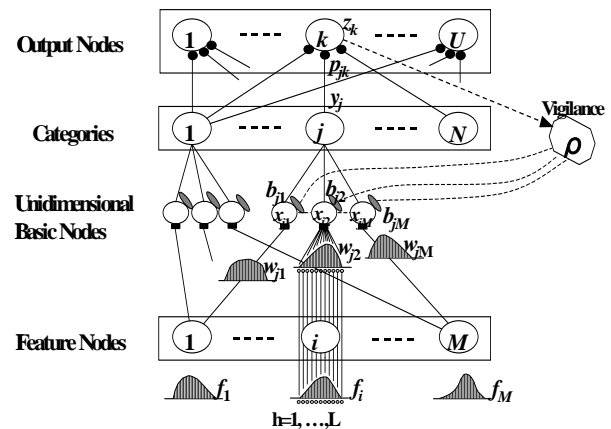 Output Nodes
1
k
U
z_k
p_jk
y_j
Vigilance
ρ
Categories
1
j
N
Unidimensional
Basic Nodes
b_j1
b_j2
b_jM
x_j1
x_j2
x_jM
w_j1
w_j2
w_jM
Feature Nodes
1
i
M
f_1
f_i
f_M
h=1, …,L